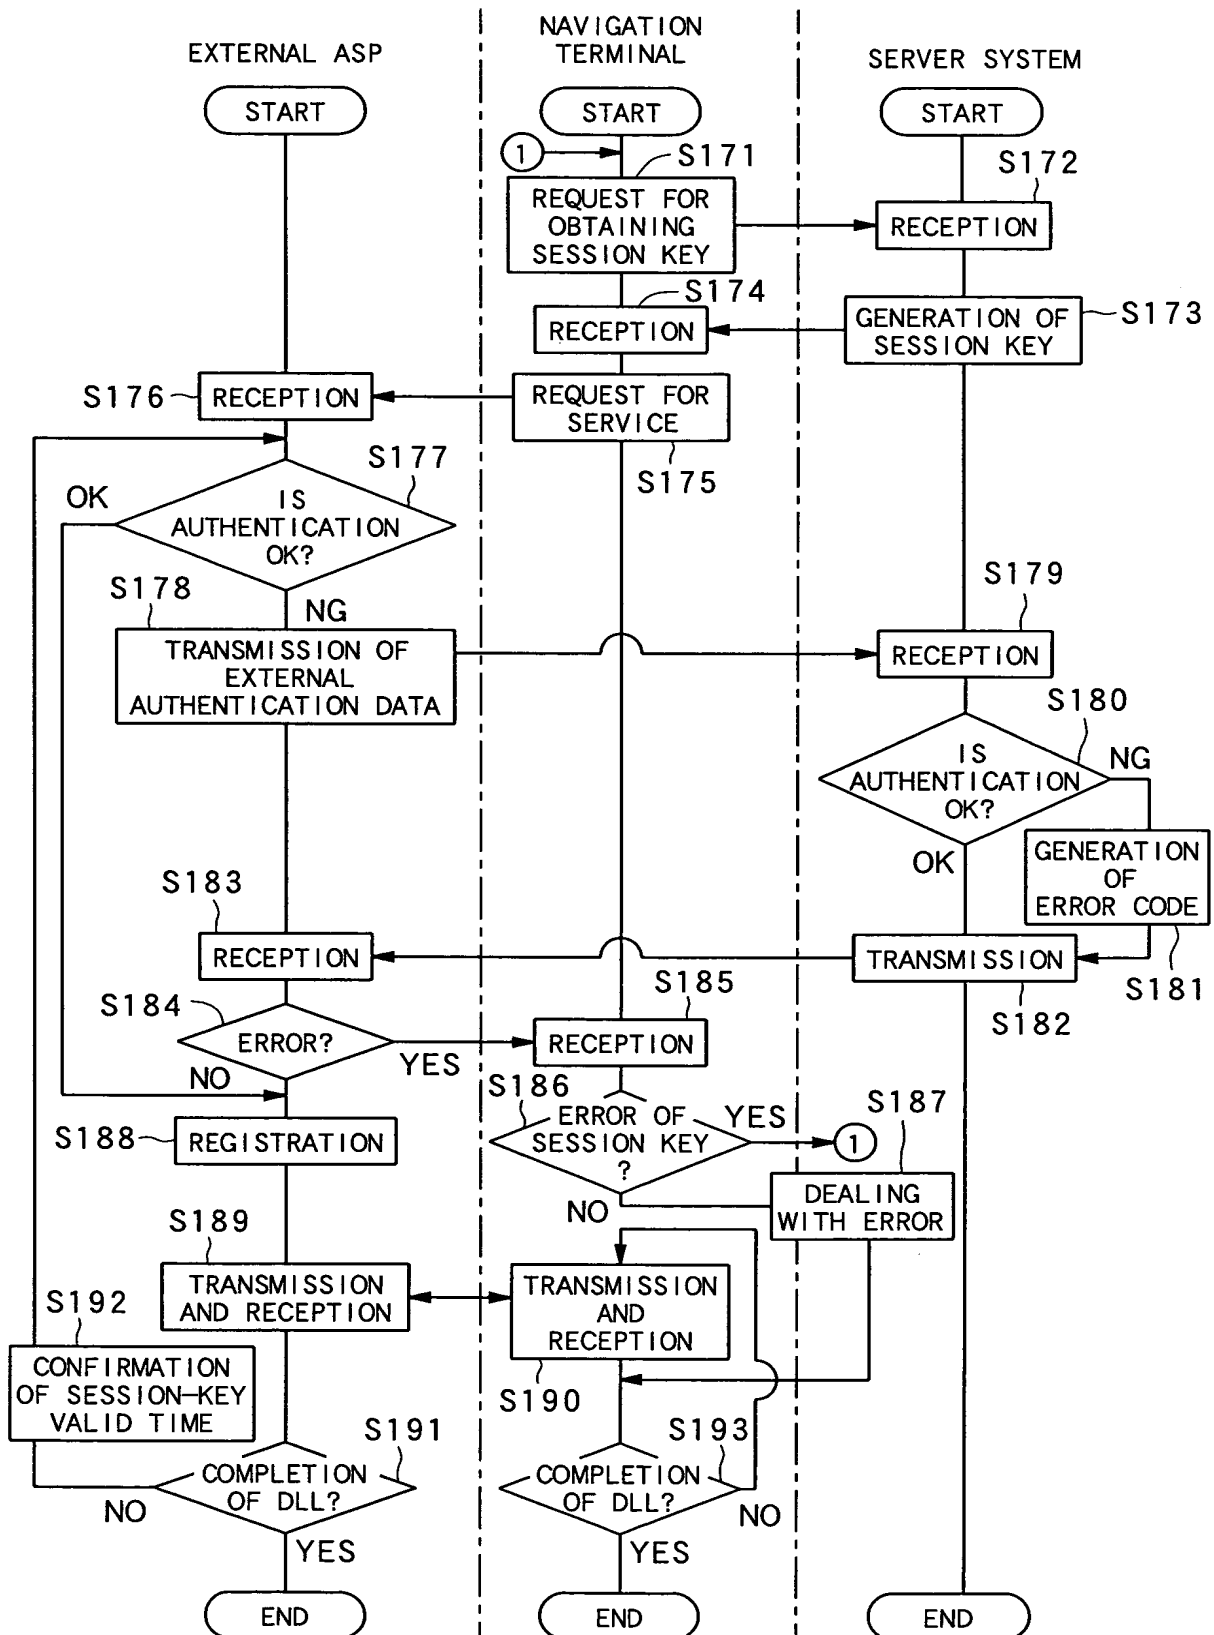 EXTERNAL ASP
NAVIGATION
TERMINAL
SERVER SYSTEM
START
START
START
1
S171
S172
REQUEST FOR
OBTAINING
SESSION KEY
RECEPTION
S174
S173
RECEPTION
GENERATION OF
SESSION KEY
S176
RECEPTION
REQUEST FOR
SERVICE
S175
S177
OK
IS
AUTHENTICATION
OK?
S178
NG
S179
TRANSMISSION OF
EXTERNAL
AUTHENTICATION DATA
RECEPTION
S180
IS
AUTHENTICATION
OK?
NG
OK
GENERATION
OF
ERROR CODE
S183
RECEPTION
TRANSMISSION
S181
S182
S184
S185
ERROR?
YES
RECEPTION
NO
S186
S187
S188
REGISTRATION
ERROR OF
SESSION KEY
?
YES
1
NO
DEALING
WITH ERROR
S189
TRANSMISSION
AND RECEPTION
TRANSMISSION
AND
RECEPTION
S192
S190
CONFIRMATION
OF SESSION-KEY
VALID TIME
S191
S193
COMPLETION
OF DLL?
COMPLETION
OF DLL?
NO
NO
YES
YES
END
END
END